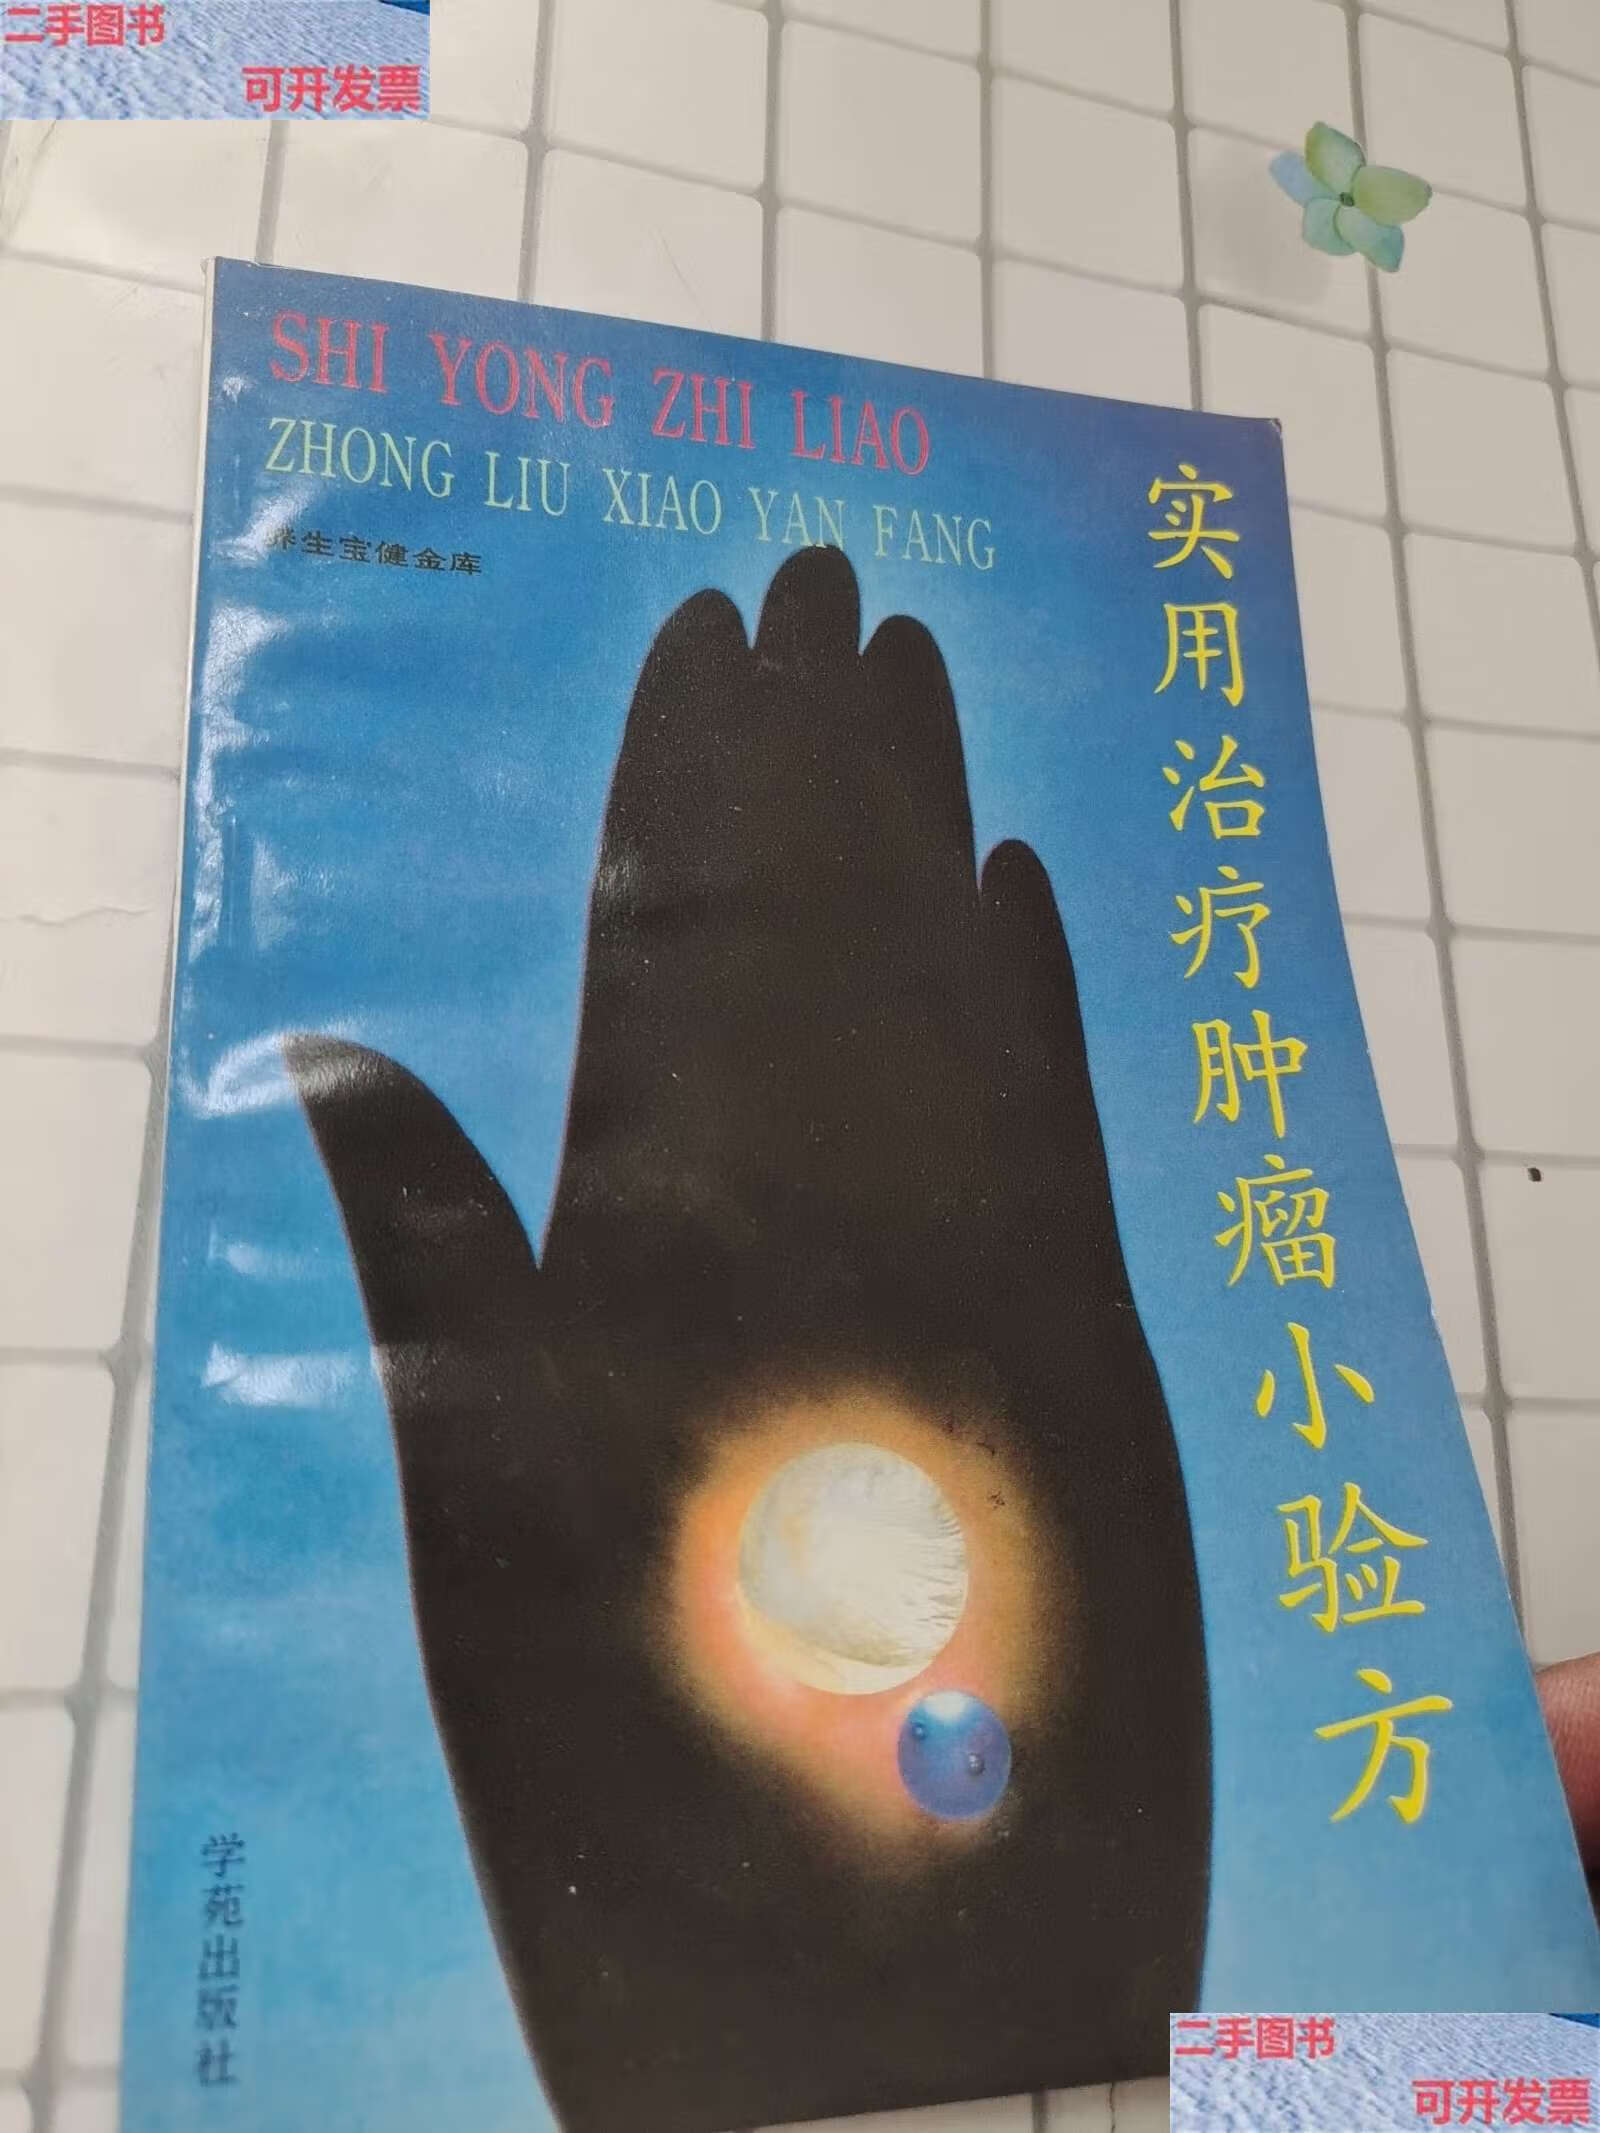 二手图书
可开发票
SHI YONG ZHI LIAO
ZHONG LIU XIAO YAN FANG
养生宝健金库
实用治疗肿瘤小验方
学苑出版社
二手图书
可开发票